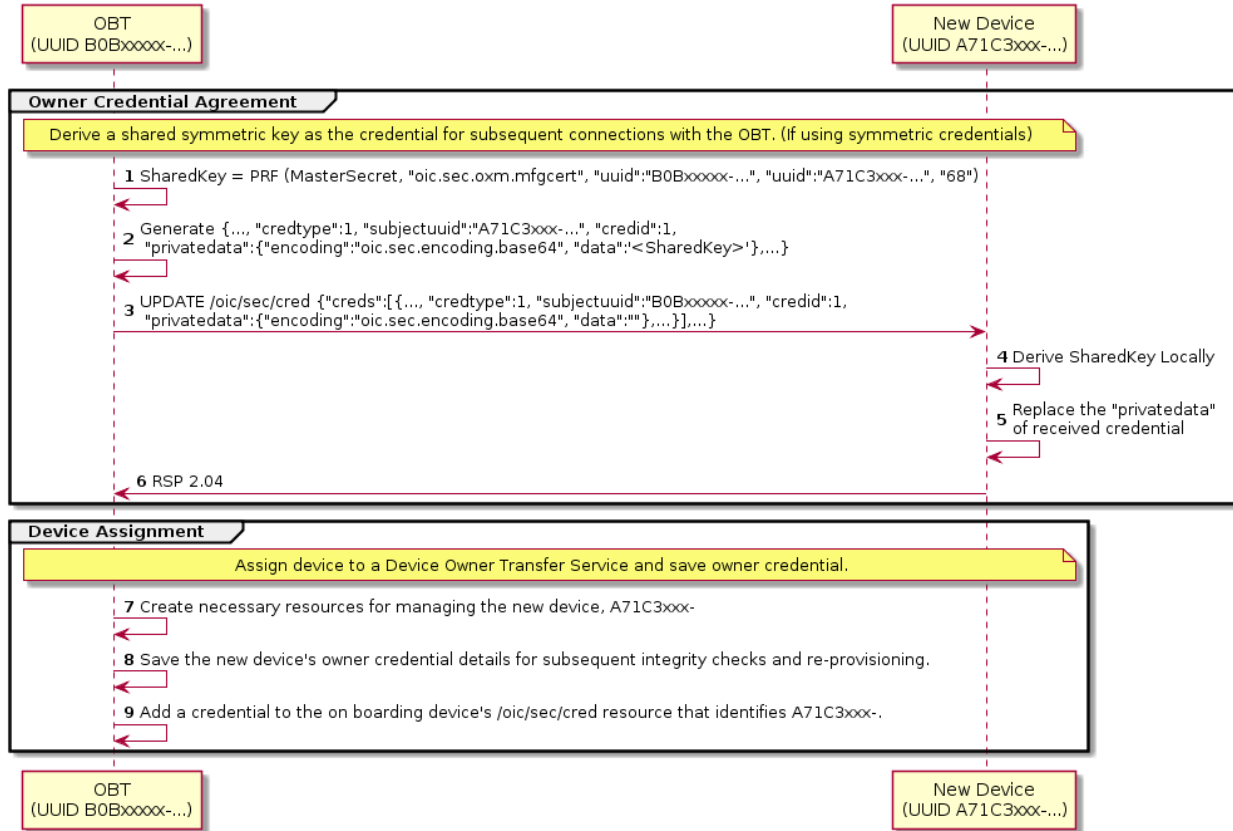 OBT
(UUID B0Bxxxxx-...)
New Device
(UUID A71C3xxx-...)
Owner Credential Agreement
Derive a shared symmetric key as the credential for subsequent connections with the OBT. (If using symmetric credentials)
1 SharedKey = PRF (MasterSecret, "oic.sec.oxm.mfgcert", "uuid":"B0Bxxxxx-...", "uuid":"A71C3xxx-...", "68")
2 Generate {..., "credtype":1, "subjectuuid":"A71C3xxx-...", "credid":1,
"privatedata":{"encoding":"oic.sec.encoding.base64", "data":'<SharedKey>'},...}
3 UPDATE /oic/sec/cred {"creds":[{..., "credtype":1, "subjectuuid":"B0Bxxxxx-...", "credid":1,
"privatedata":{"encoding":"oic.sec.encoding.base64", "data":""},...}],...}
4 Derive SharedKey Locally
5 Replace the "privatedata"
of received credential
6 RSP 2.04
Device Assignment
Assign device to a Device Owner Transfer Service and save owner credential.
7 Create necessary resources for managing the new device, A71C3xxx-
8 Save the new device's owner credential details for subsequent integrity checks and re-provisioning.
9 Add a credential to the on boarding device's /oic/sec/cred resource that identifies A71C3xxx-.
OBT
(UUID B0Bxxxxx-...)
New Device
(UUID A71C3xxx-...)